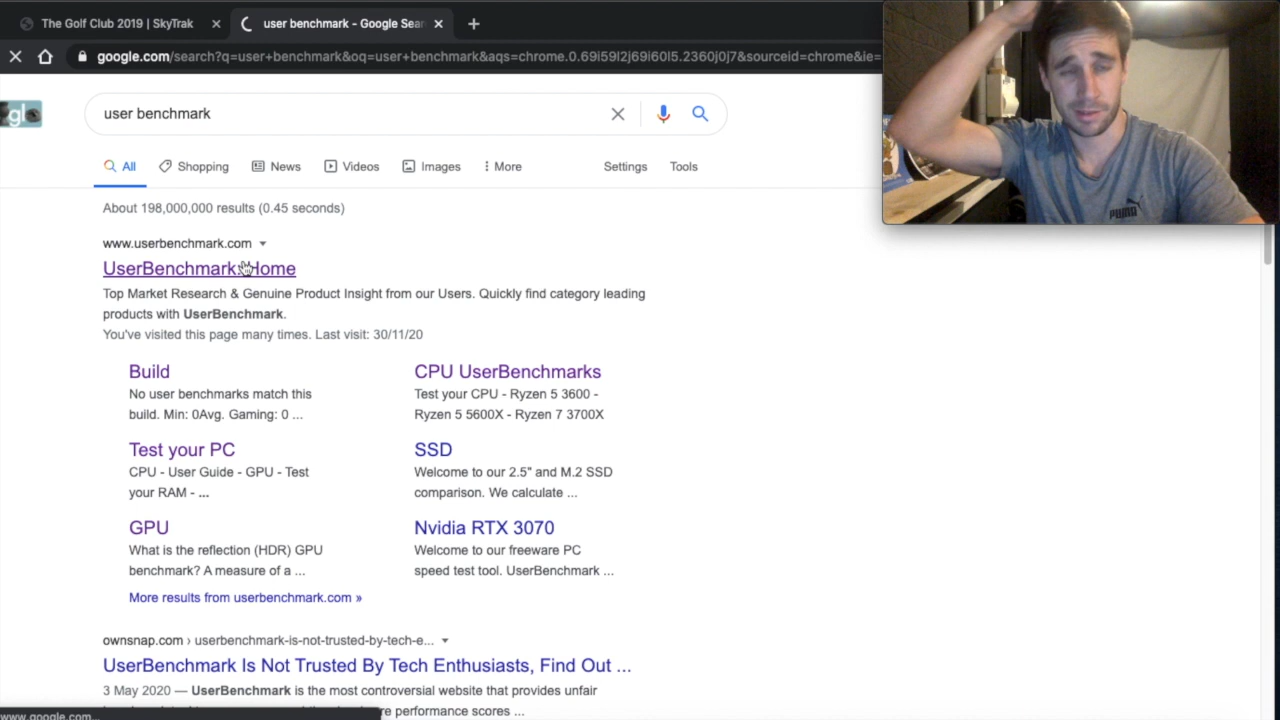 The Golf Club 2019 | SkyTrak
user benchmark - Google Sear
google.com/search?q=user+benchmark&oq=user+benchmark&aqs=chrome.0.69i59l2j69i60l5.2360j0j7&sourceid=chrome&ie=
gl
user benchmark
All
Shopping
News
Videos
Images
More
Settings
Tools
About 198,000,000 results (0.45 seconds)
www.userbenchmark.com
UserBenchmark: Home
Top Market Research & Genuine Product Insight from our Users. Quickly find category leading
products with UserBenchmark.
You've visited this page many times. Last visit: 30/11/20
Build
No user benchmarks match this
build. Min: 0Avg. Gaming: 0 ...
CPU UserBenchmarks
Test your CPU - Ryzen 5 3600 -
Ryzen 5 5600X - Ryzen 7 3700X
Test your PC
CPU - User Guide - GPU - Test
your RAM - ...
SSD
Welcome to our 2.5" and M.2 SSD
comparison. We calculate ...
GPU
What is the reflection (HDR) GPU
benchmark? A measure of a ...
Nvidia RTX 3070
Welcome to our freeware PC
speed test tool. UserBenchmark ...
More results from userbenchmark.com »
ownsnap.com › userbenchmark-is-not-trusted-by-tech-e...
UserBenchmark Is Not Trusted By Tech Enthusiasts, Find Out ...
3 May 2020 — UserBenchmark is the most controversial website that provides unfair
performance scores ...
www.google.com...
PUMA